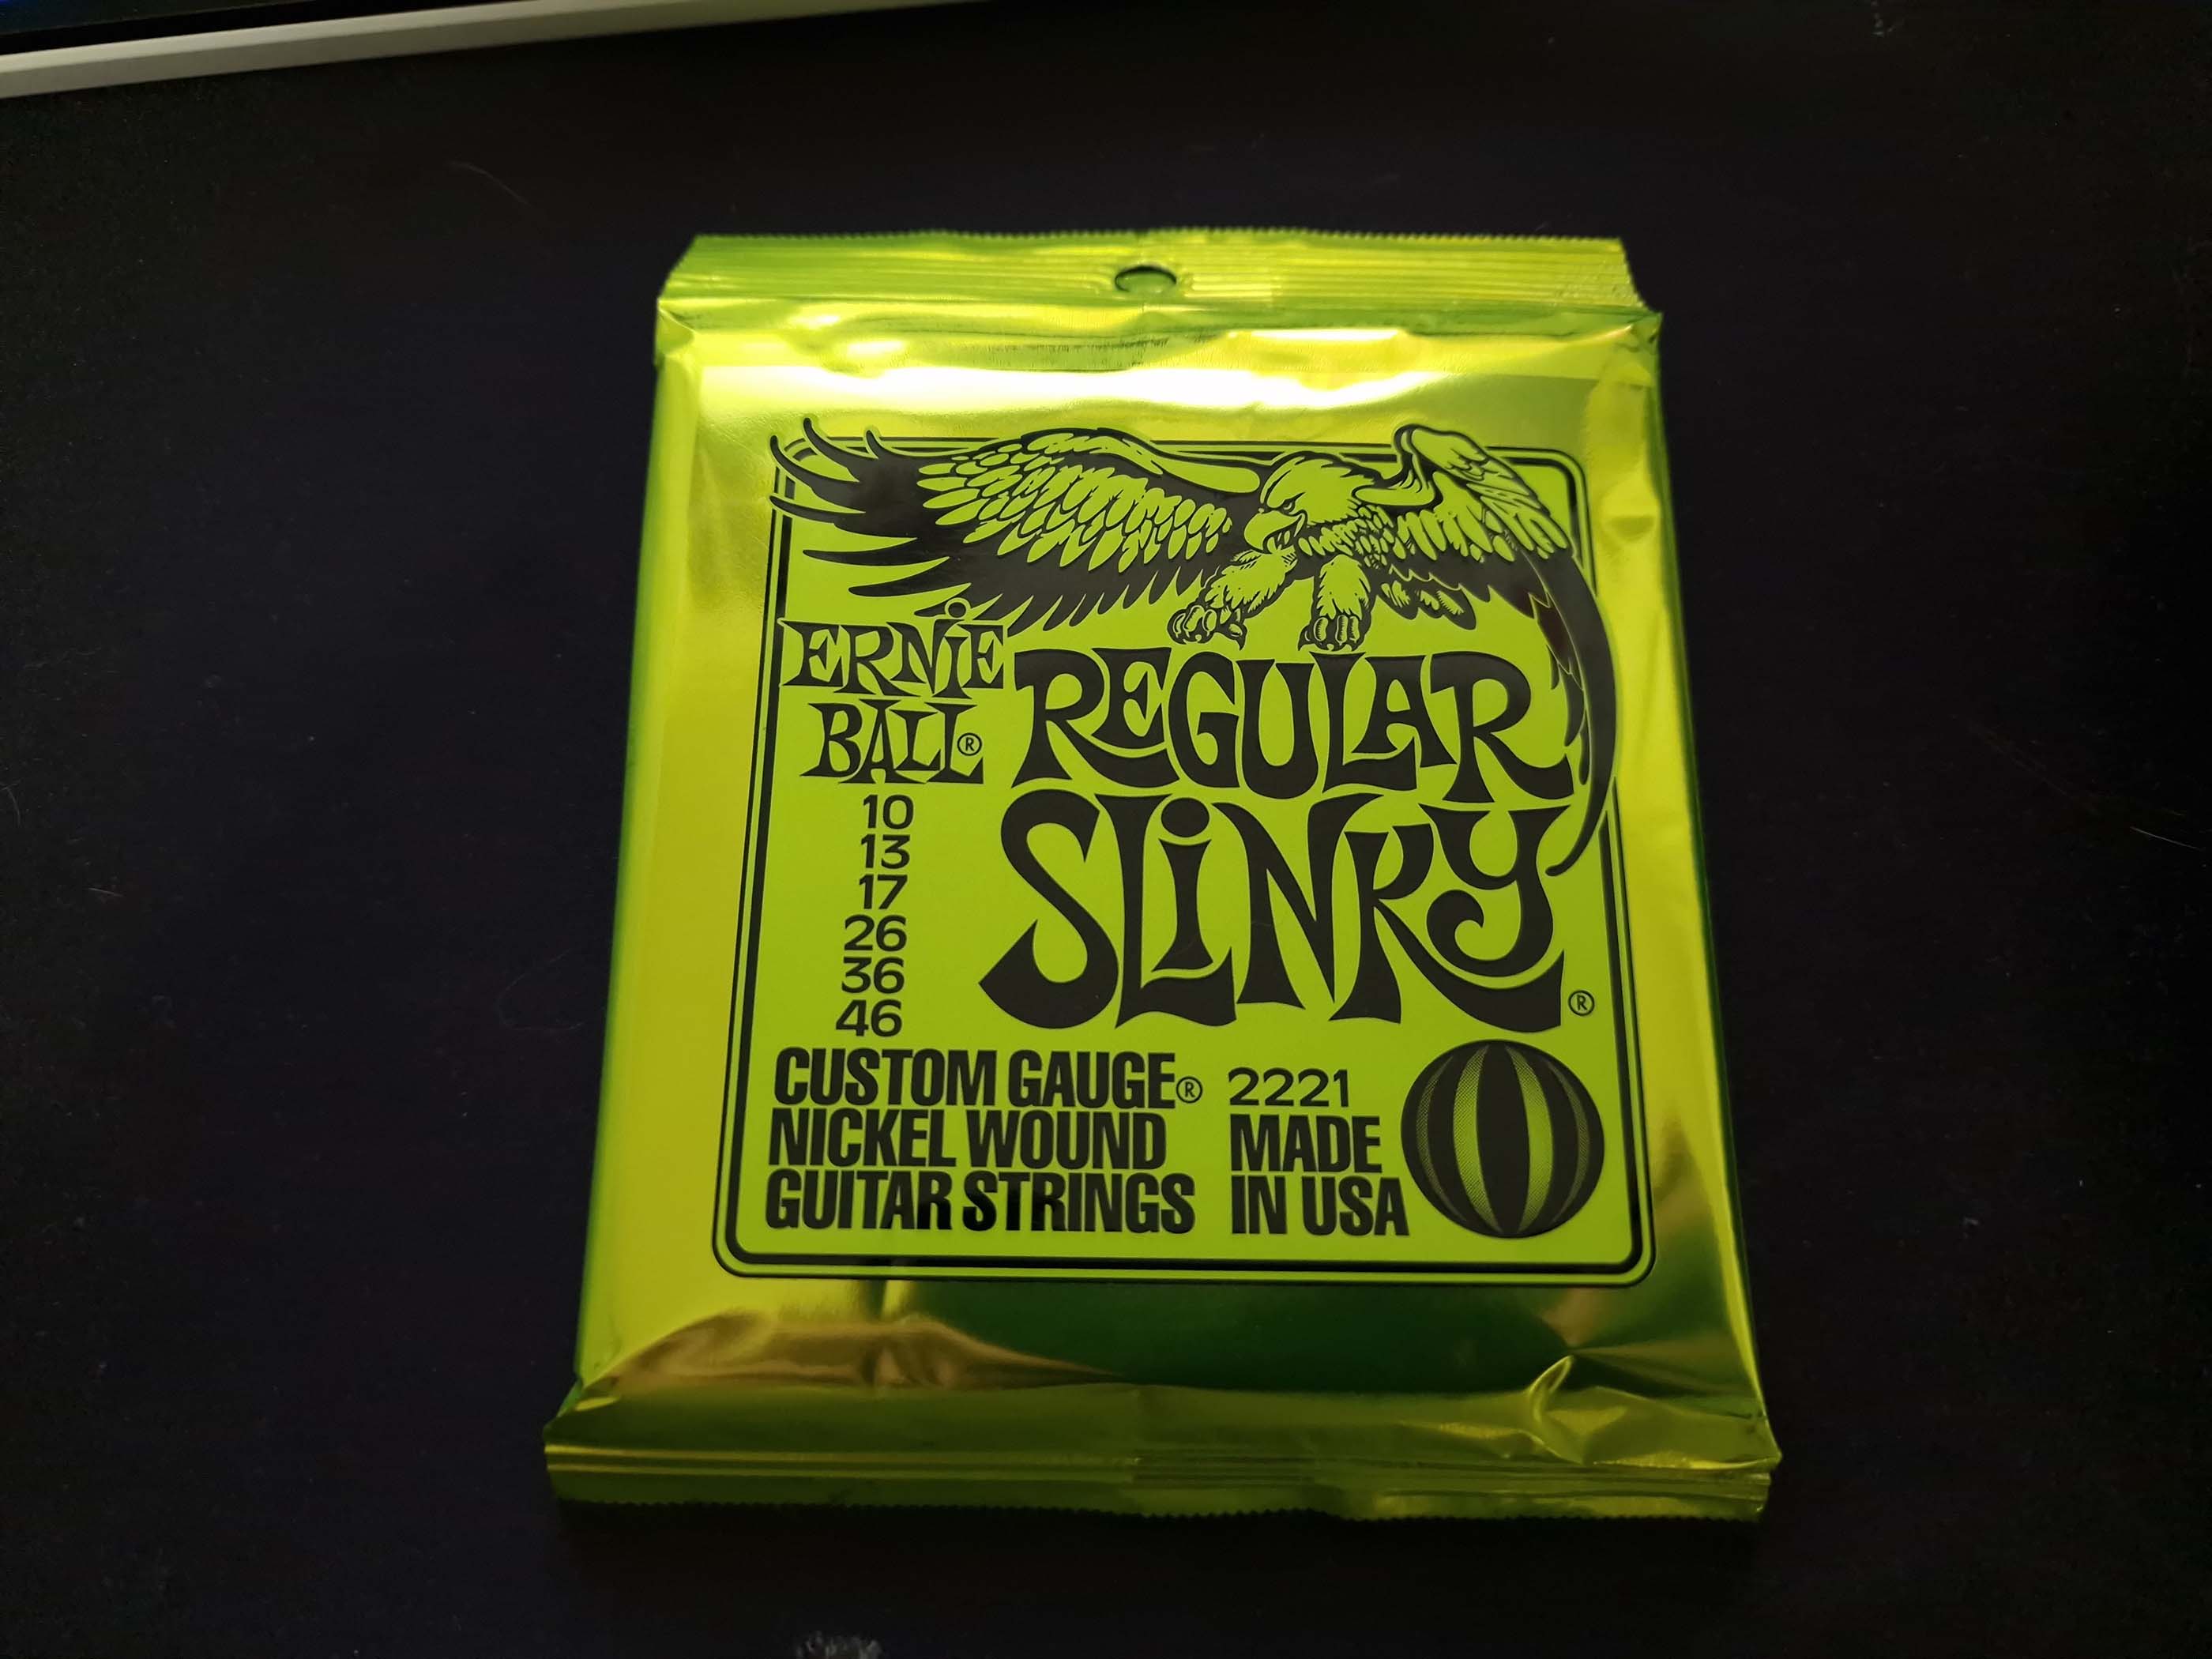 ERNiE
BALL®
REGULAR
SLiNKY®
10
13
17
26
36
46
CUSTOM GAUGE®
NICKEL WOUND
GUITAR STRINGS
2221
MADE
IN USA